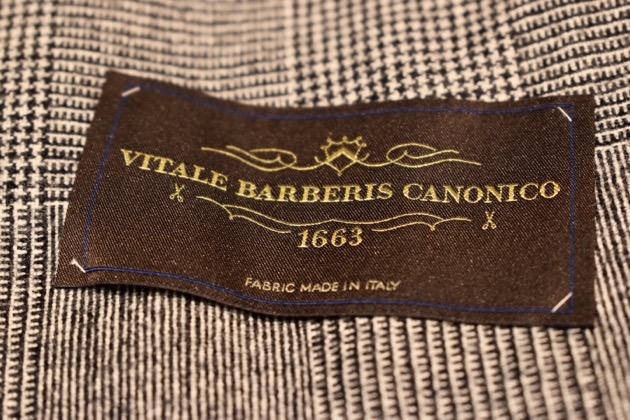 VITALE BARBERIS CANONICO
1663
FABRIC MADE IN ITALY